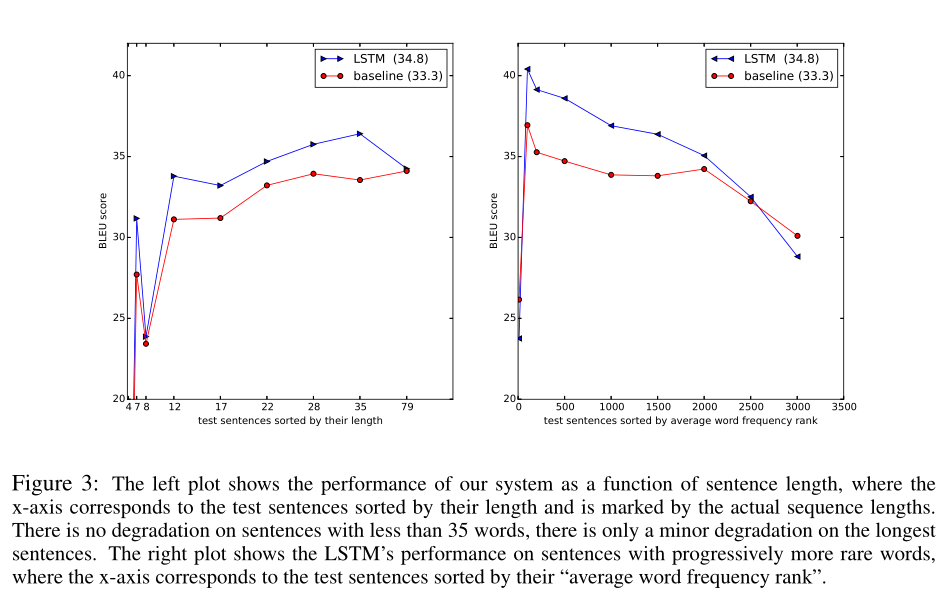 LSTM (34.8)
baseline (33.3)
40
35
30
25
20
BLEU score
4 7 8 12 17 22 28 35 79
test sentences sorted by their length
LSTM (34.8)
baseline (33.3)
40
35
30
25
20
BLEU score
0 500 1000 1500 2000 2500 3000 3500
test sentences sorted by average word frequency rank
Figure 3: The left plot shows the performance of our system as a function of sentence length, where the
x-axis corresponds to the test sentences sorted by their length and is marked by the actual sequence lengths.
There is no degradation on sentences with less than 35 words, there is only a minor degradation on the longest
sentences. The right plot shows the LSTM's performance on sentences with progressively more rare words,
where the x-axis corresponds to the test sentences sorted by their “average word frequency rank”.